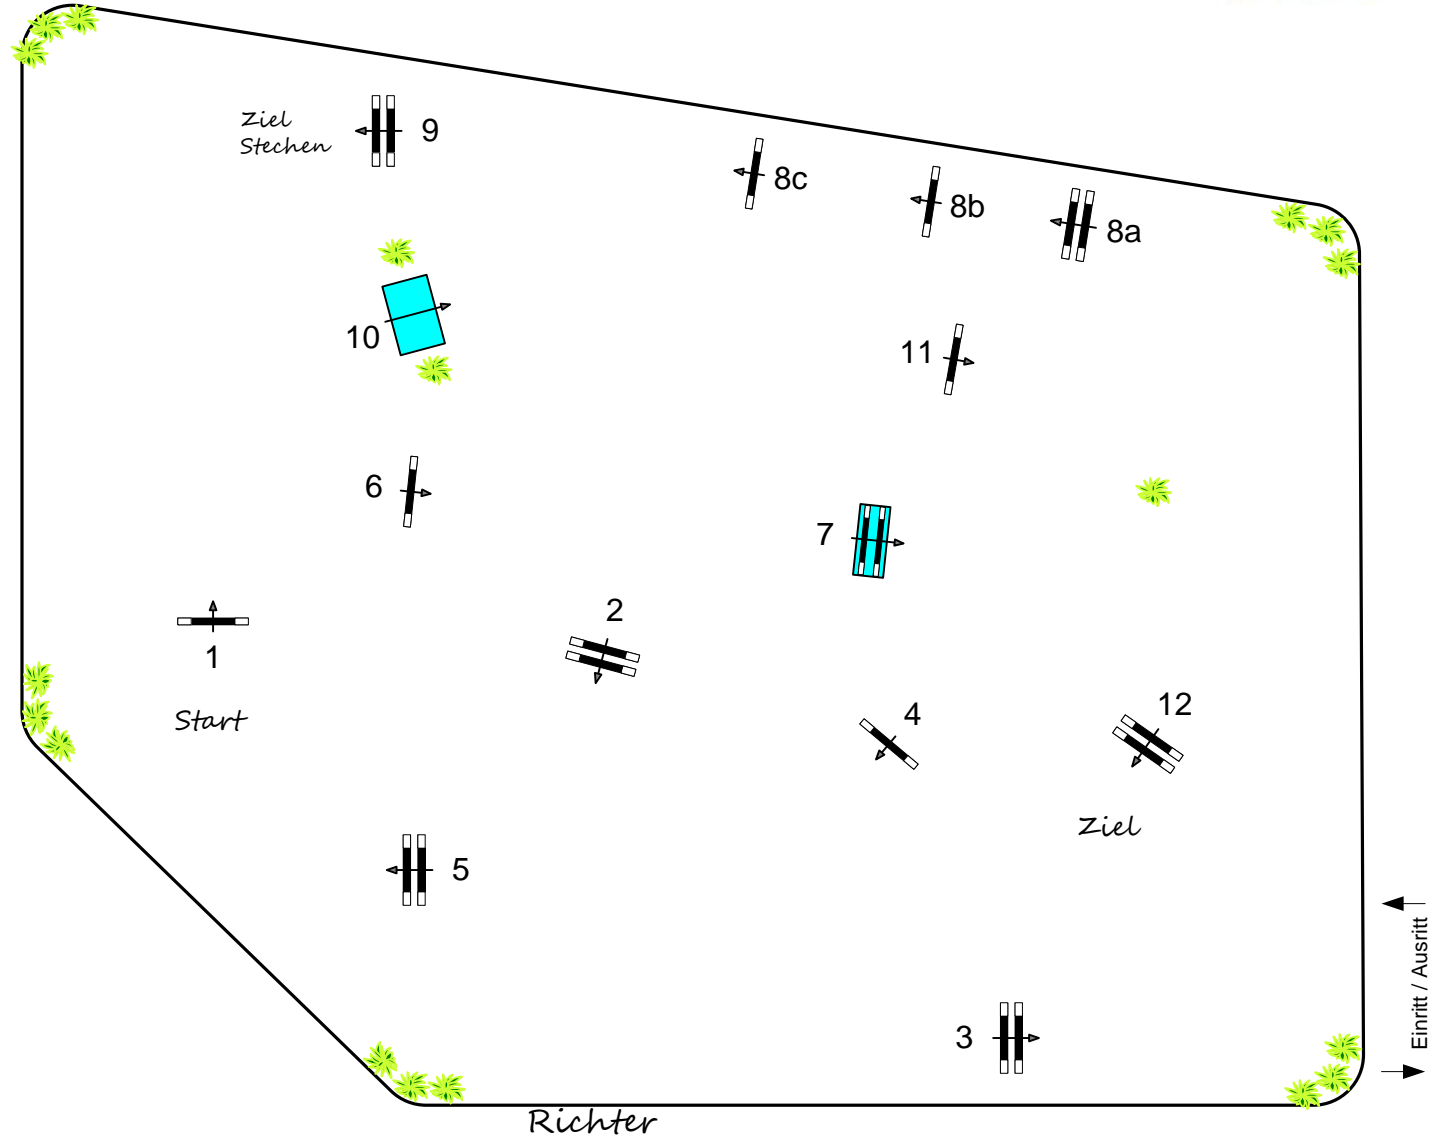 Ziel
Stechen
9
8c
8b
8a
10
11
6
7
1
2
Start
4
12
Ziel
5
3
Einritt / Ausritt
Richter